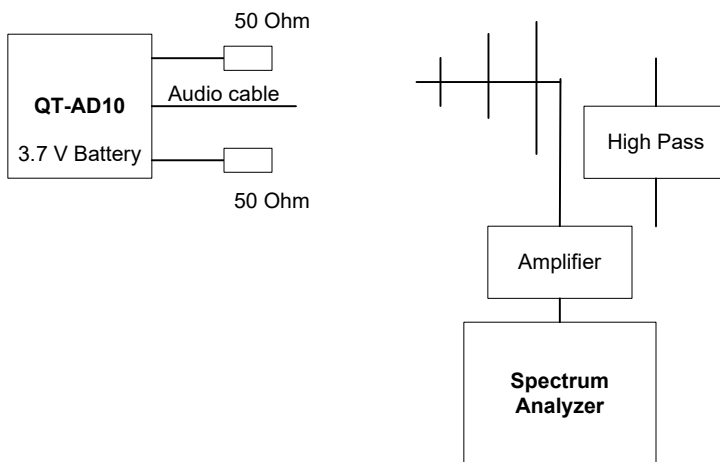 50 Ohm
QT-AD10
Audio cable
3.7 V Battery
50 Ohm
High Pass
Amplifier
Spectrum
Analyzer